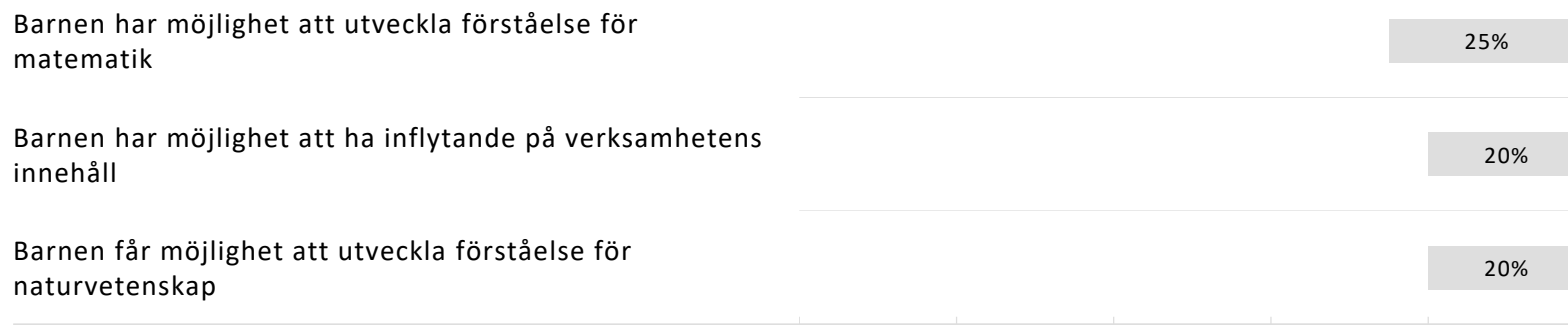 Barnen har möjlighet att utveckla förståelse för
matematik
25%
Barnen har möjlighet att ha inflytande på verksamhetens
innehåll
20%
Barnen får möjlighet att utveckla förståelse för
naturvetenskap
20%